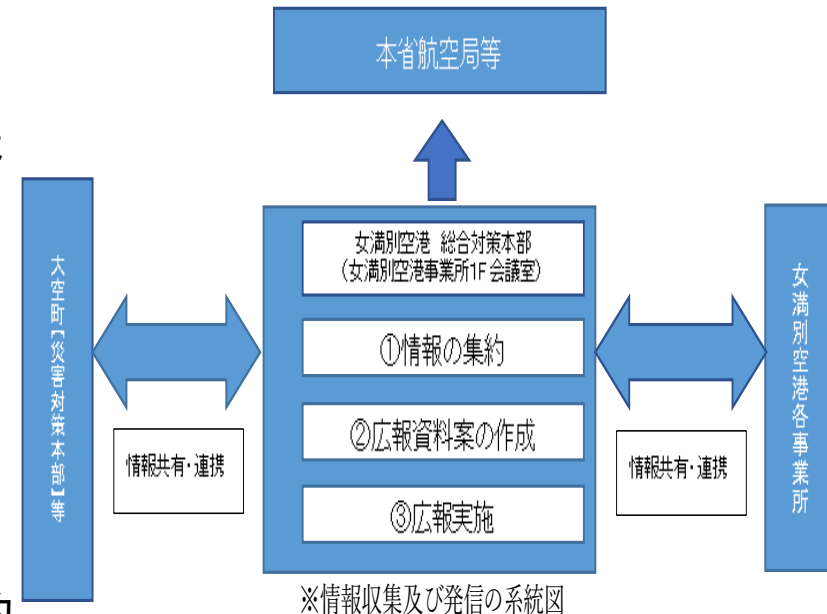 本省航空局等
大空町【災害対策本部】等
女満別空港 総合対策本部
（女満別空港事業所1F 会議室）
①情報の集約
②広報資料案の作成
③広報実施
情報共有・連携
情報共有・連携
女満別空港各事業所
※情報収集及び発信の系統図